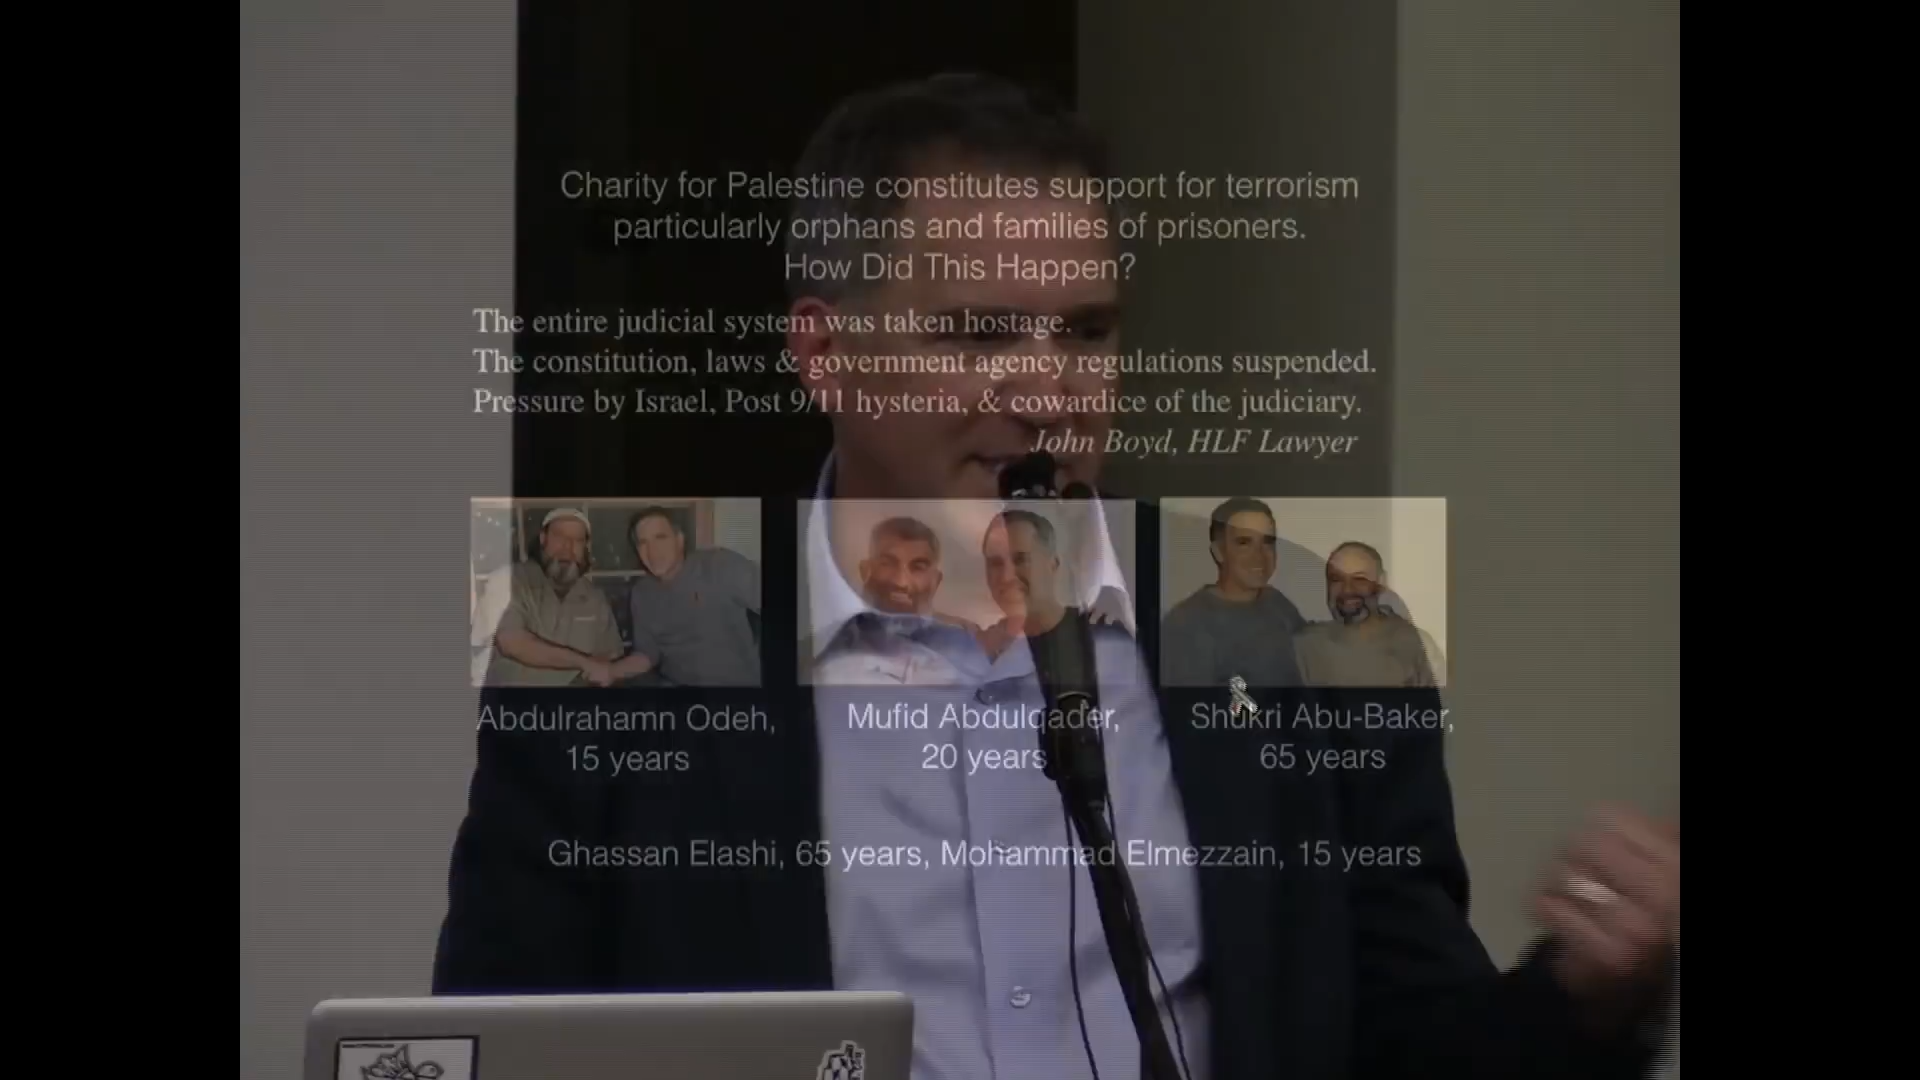 Charity for Palestine constitutes support for terrorism
particularly orphans and families of prisoners.
How Did This Happen?
The entire judicial system was taken hostage.
The constitution, laws & government agency regulations suspended.
Pressure by Israel, Post 9/11 hysteria, & cowardice of the judiciary.
John Boyd, HLF Lawyer
Abdulrahamn Odeh,
15 years
Mufid Abdulqader,
20 years
Shukri Abu-Baker,
65 years
Ghassan Elashi, 65 years, Mohammad Elmezzain, 15 years